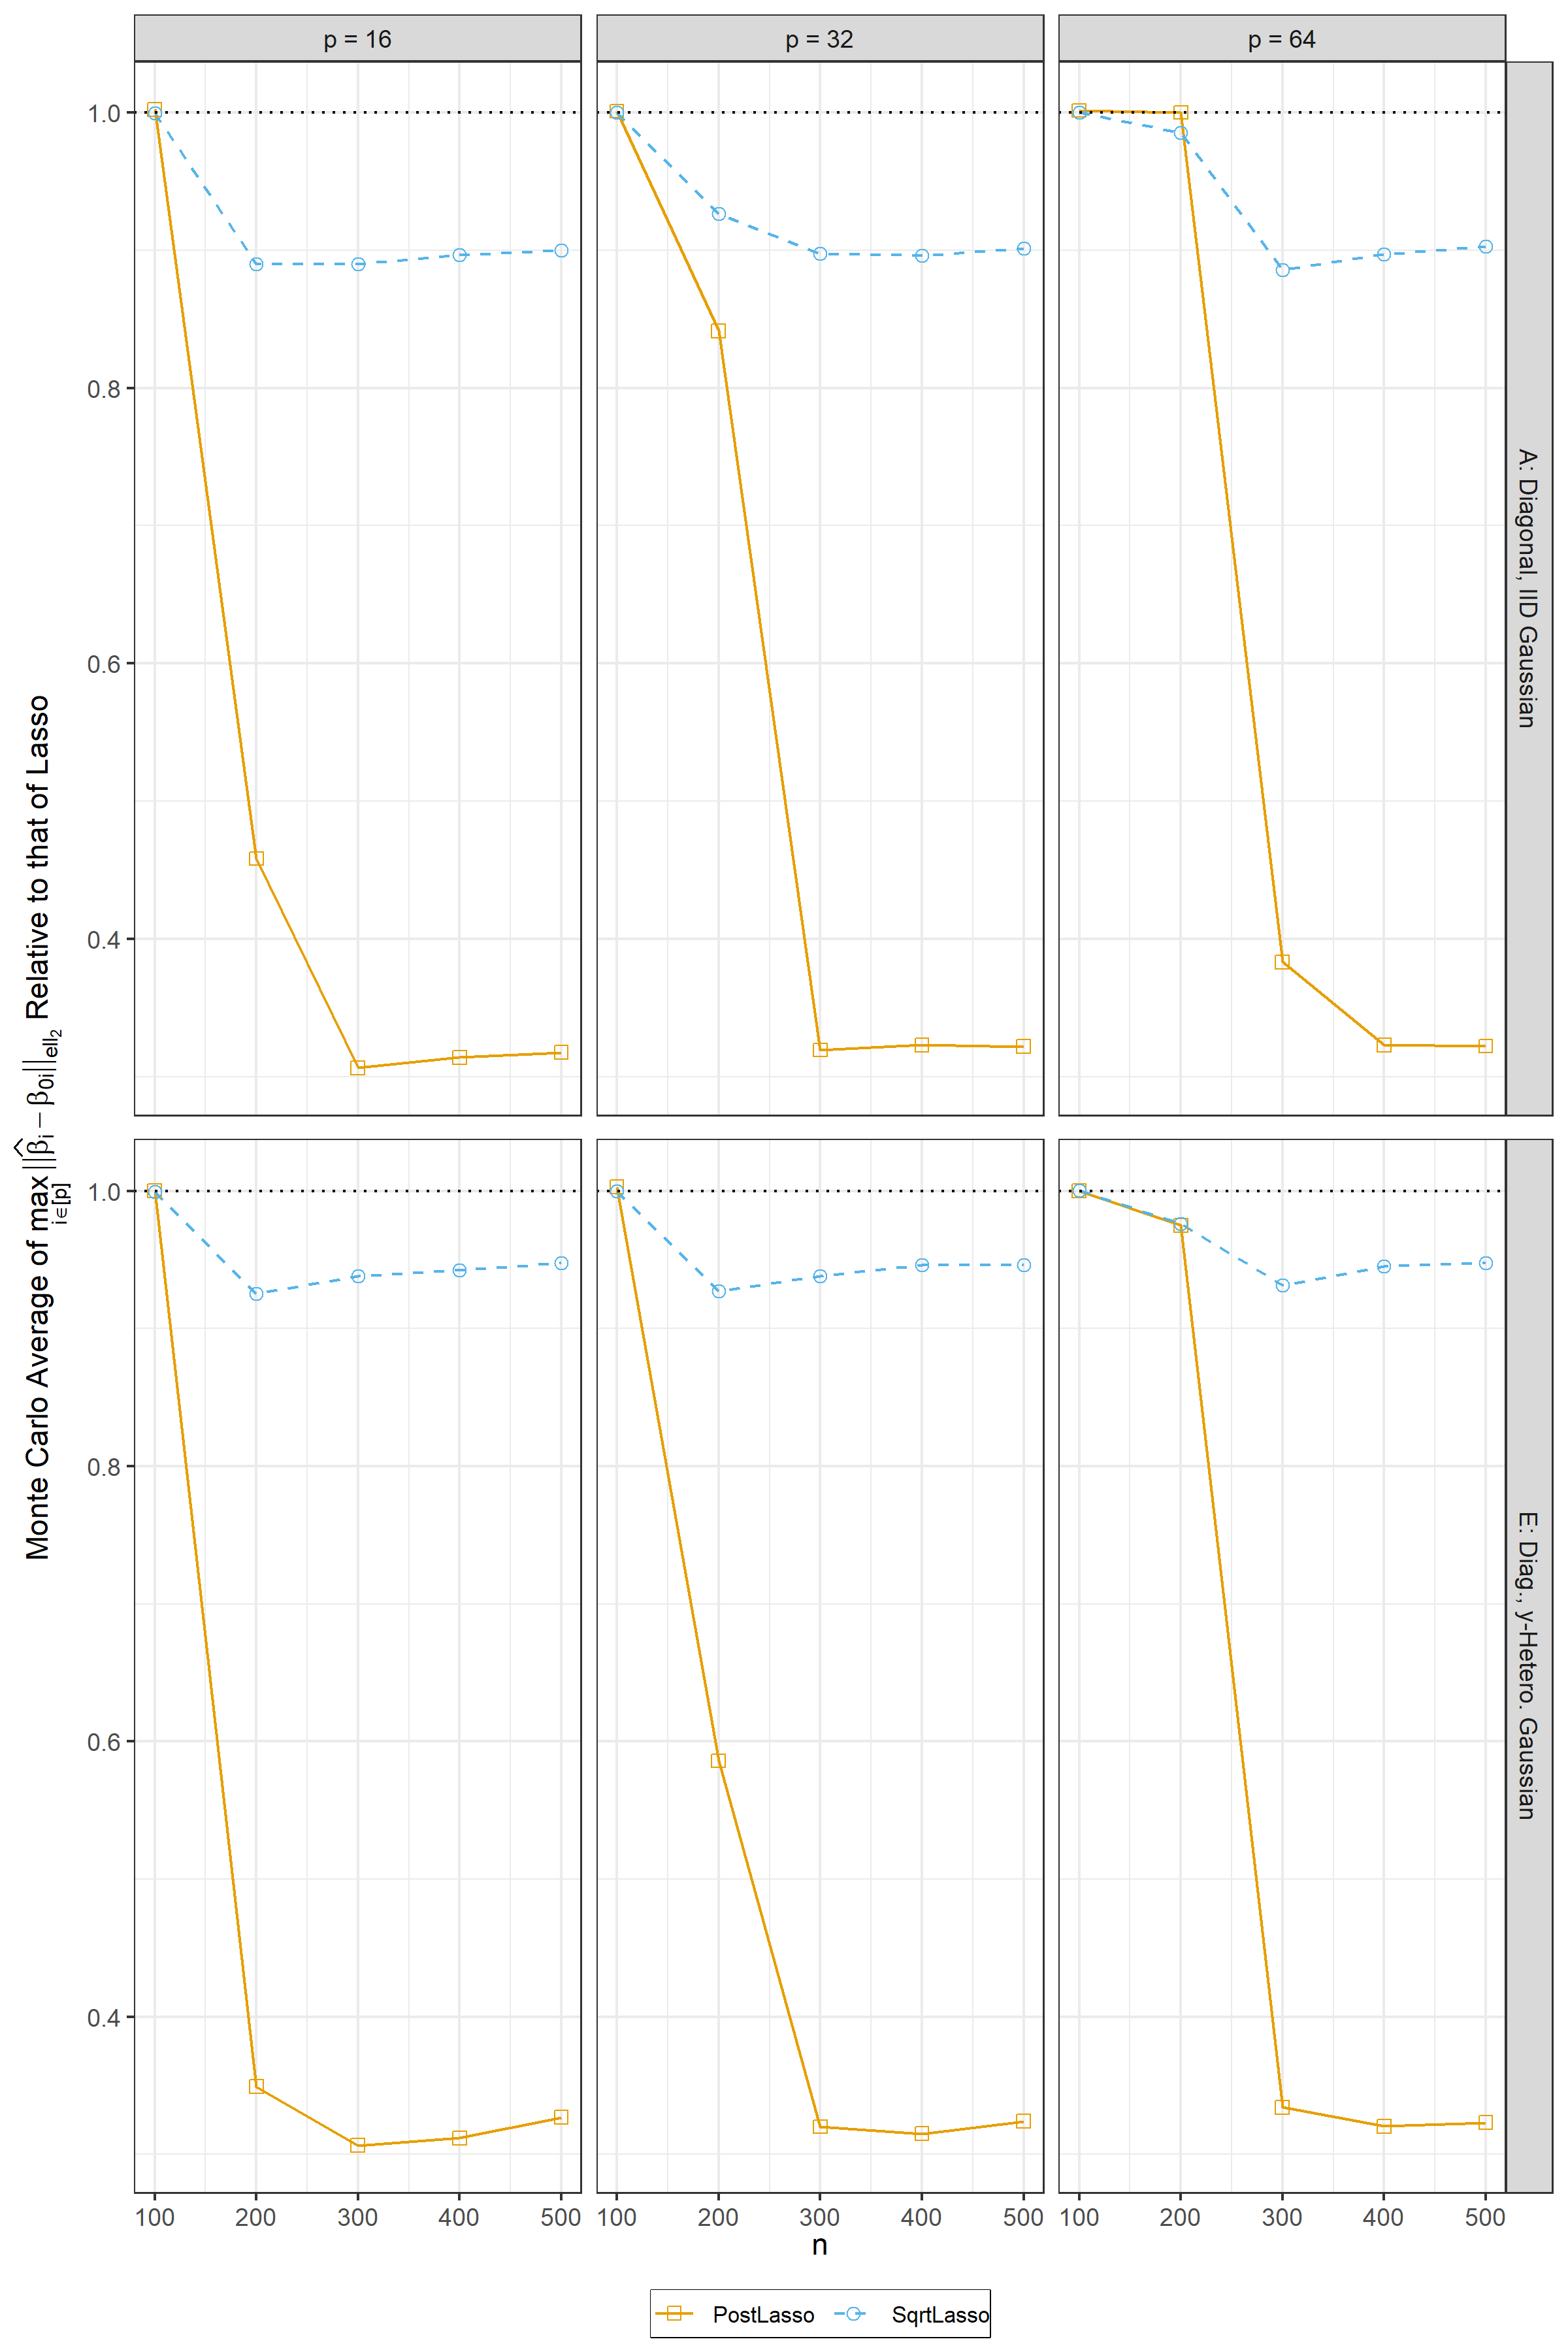 p = 16
p = 32
p = 64
Monte Carlo Average of max i∈[p] ||β̂i − β0i||ell2 Relative to that of Lasso
1.0
0.8
0.6
0.4
A: Diagonal, IID Gaussian
1.0
0.8
0.6
0.4
E: Diag., y-Hetero. Gaussian
100 200 300 400 500
100 200 300 400 500
100 200 300 400 500
n
PostLasso SqrtLasso